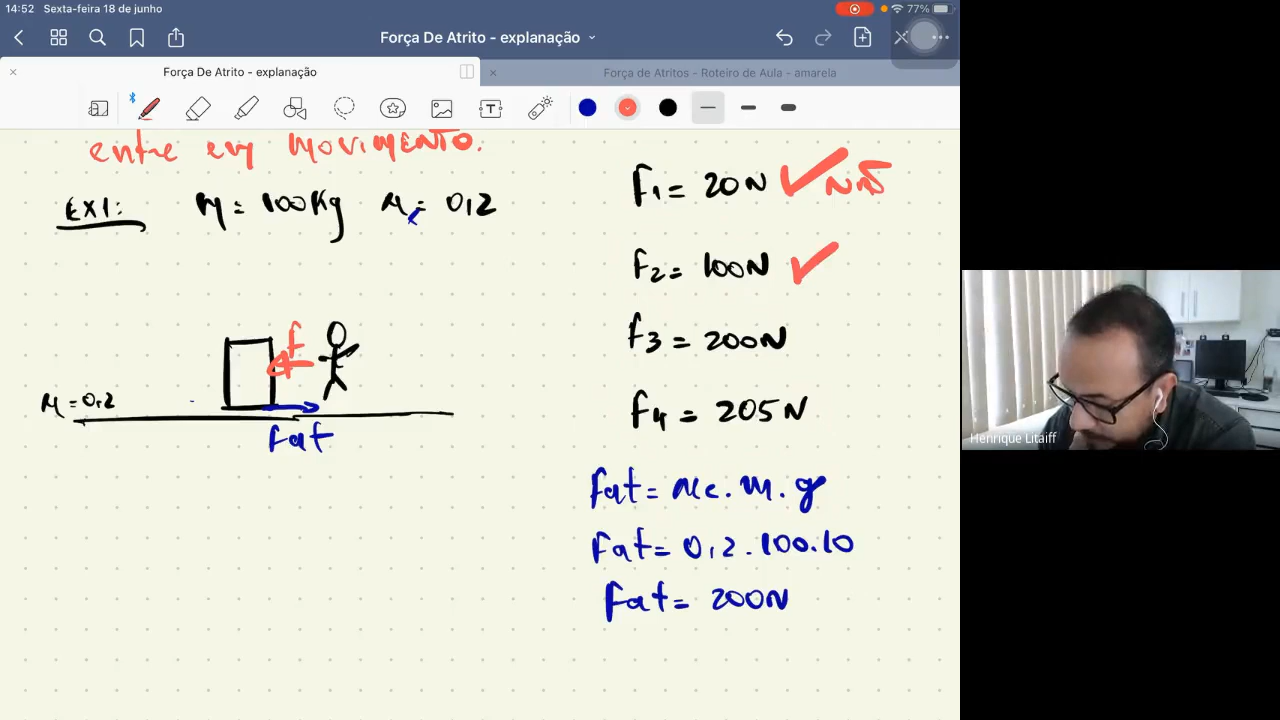 14:52 Sexta-feira 18 de junho
77%
Força De Atrito - explanação
Força De Atrito - explanação
Força de Atritos - Roteiro de Aula - amarela
entre em movimento.
EX1: M = 100Kg μe = 0,2
F1 = 20N NÃO
F2 = 100N
F3 = 200N
F4 = 205N
F
μ = 0,2
Fat
Fat = μe . m . g
Fat = 0,2 . 100 . 10
Fat = 200N
Henrique Litaiff